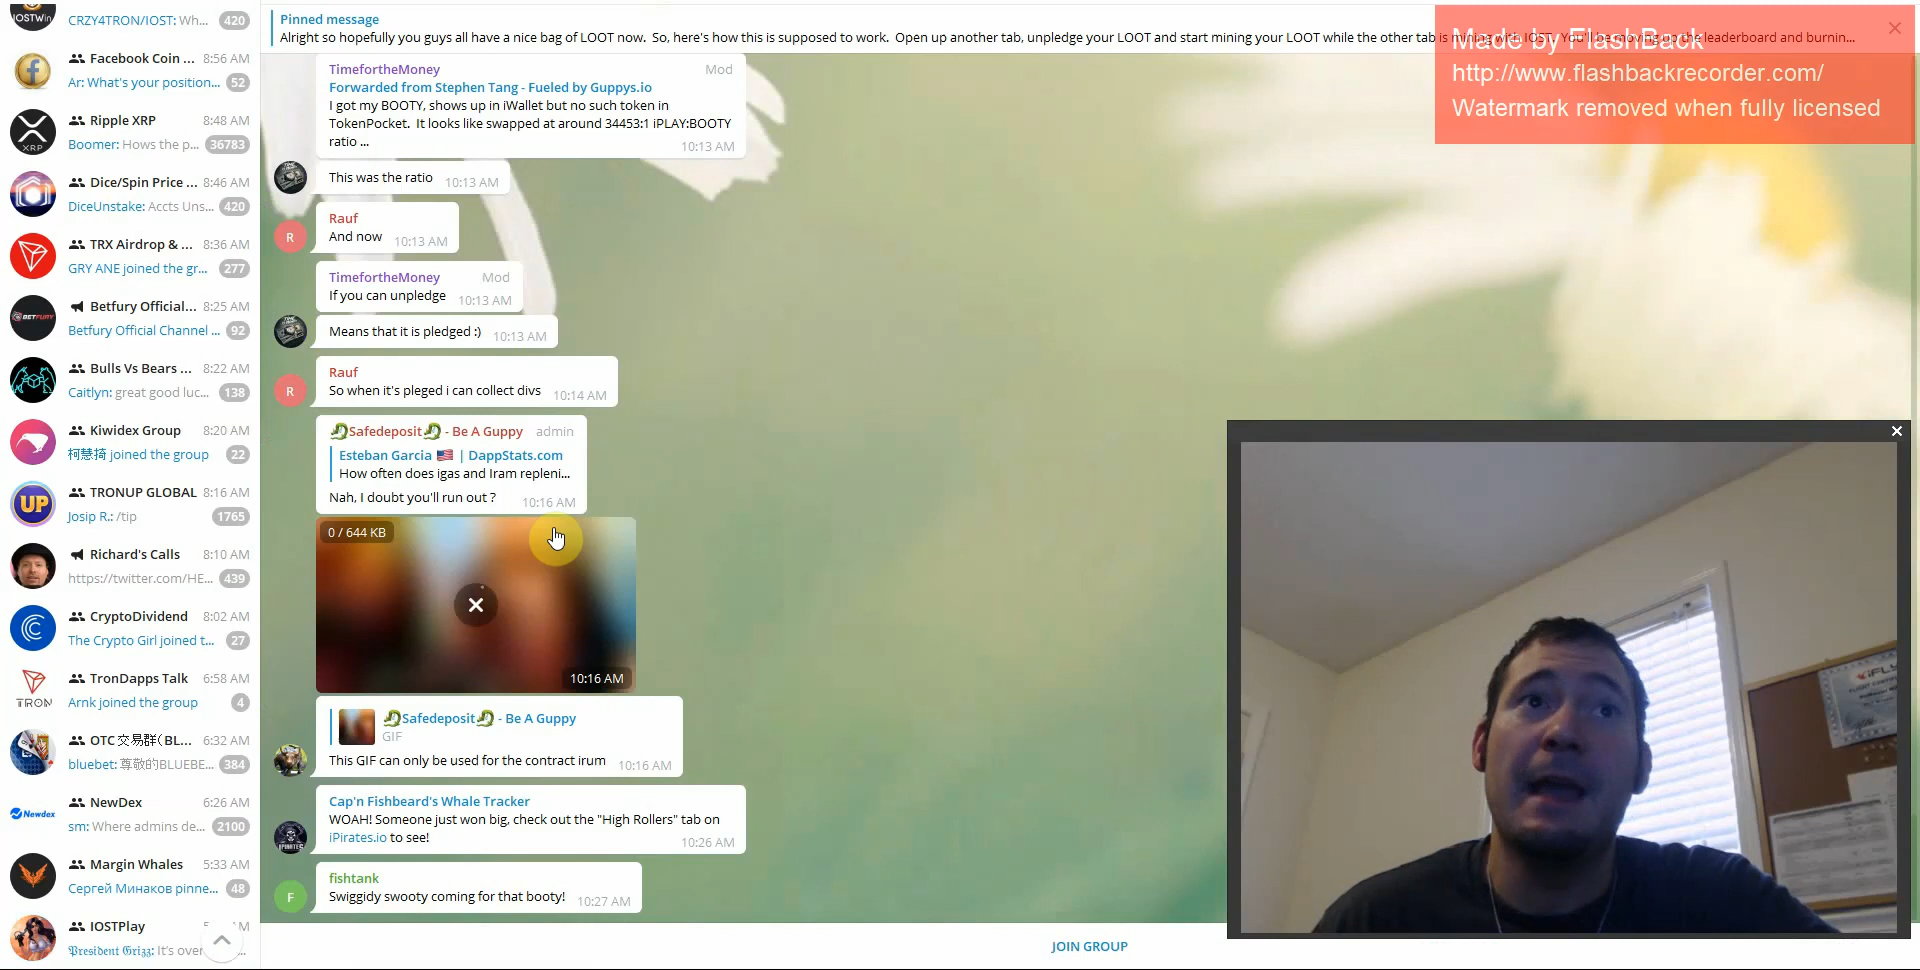 IOSTWin
CRZY4TRON/IOST: Wh... 420
Facebook Coin ... 8:56 AM
Ar: What's your position... 52
XRP
Ripple XRP 8:48 AM
Boomer: Hows the p... 36783
Dice/Spin Price ... 8:46 AM
DiceUnstake: Accts Uns... 420
TRX Airdrop & ... 8:36 AM
GRY ANE joined the gr... 277
BETFURY
Betfury Official... 8:25 AM
Betfury Official Channel ... 92
Bulls Vs Bears ... 8:22 AM
Caitlyn: great good luc... 138
Kiwidex Group 8:20 AM
柯慧掎 joined the group 22
UP
TRONUP GLOBAL 8:16 AM
Josip R.: /tip 1765
Richard's Calls 8:10 AM
https://twitter.com/HE... 439
CryptoDividend 8:02 AM
The Crypto Girl joined t... 27
TRON
TronDapps Talk 6:58 AM
Arnk joined the group 4
OTC 交易群(BL... 6:32 AM
bluebet: 尊敬的BLUEBE... 384
Newdex
NewDex 6:26 AM
sm: Where admins de... 2100
Margin Whales 5:33 AM
Сергей Минаков pinne... 48
IOSTPlay
President Grizz: It's over
Pinned message
Alright so hopefully you guys all have a nice bag of LOOT now. So, here's how this is supposed to work. Open up another tab, unpledge your LOOT and start mining your LOOT while the other tab is mining with IOST. You'll be moving up the leaderboard and burnin...
TimefortheMoney Mod
Forwarded from Stephen Tang - Fueled by Guppys.io
I got my BOOTY, shows up in iWallet but no such token in
TokenPocket. It looks like swapped at around 34453:1 iPLAY:BOOTY
ratio ... 10:13 AM
This was the ratio 10:13 AM
Rauf
R
And now 10:13 AM
TimefortheMoney Mod
If you can unpledge 10:13 AM
Means that it is pledged :) 10:13 AM
Rauf
R
So when it's pleged i can collect divs 10:14 AM
Safedeposit - Be A Guppy admin
Esteban Garcia | DappStats.com
How often does igas and Iram repleni...
Nah, I doubt you'll run out ? 10:16 AM
0 / 644 KB
10:16 AM
Safedeposit - Be A Guppy
GIF
This GIF can only be used for the contract irum 10:16 AM
Cap'n Fishbeard's Whale Tracker
WOAH! Someone just won big, check out the "High Rollers" tab on
iPirates.io to see! 10:26 AM
fishtank
F
Swiggidy swooty coming for that booty! 10:27 AM
JOIN GROUP
Made by FlashBack
http://www.flashbackrecorder.com/
Watermark removed when fully licensed
iFLY